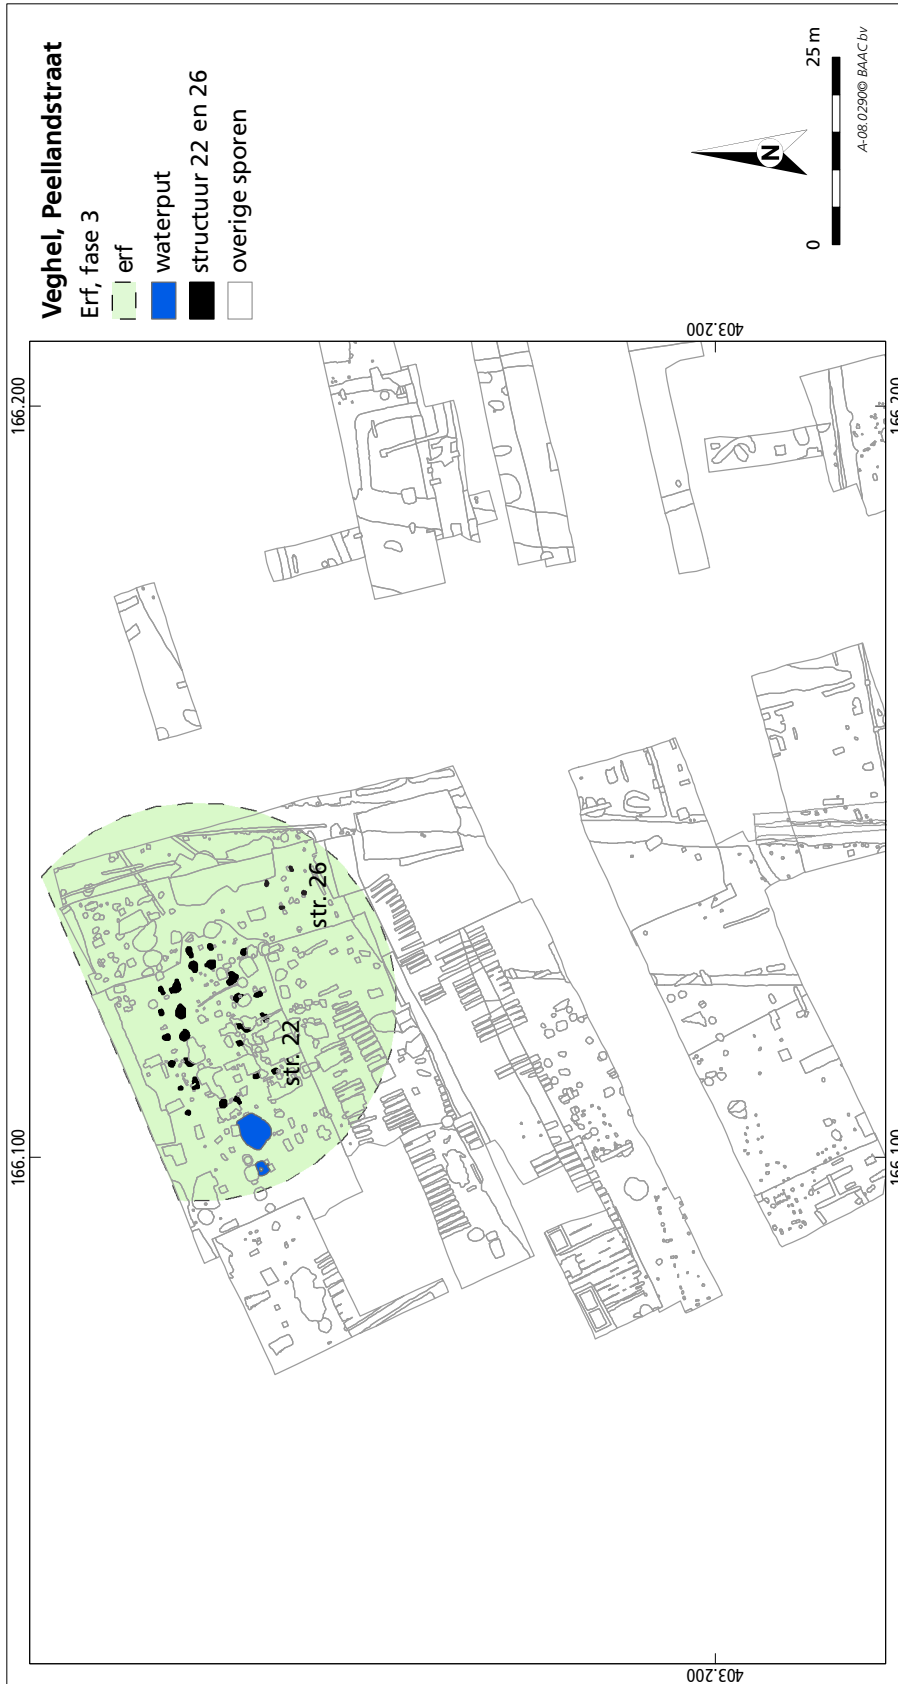 Veghel, Peellandstraat
Erf, fase 3
erf
waterput
structuur 22 en 26
overige sporen
166.200
166.100
403.200
403.200
166.200
166.100
str. 22
str. 26
N
0 25 m
A-08.0290© BAAC bv